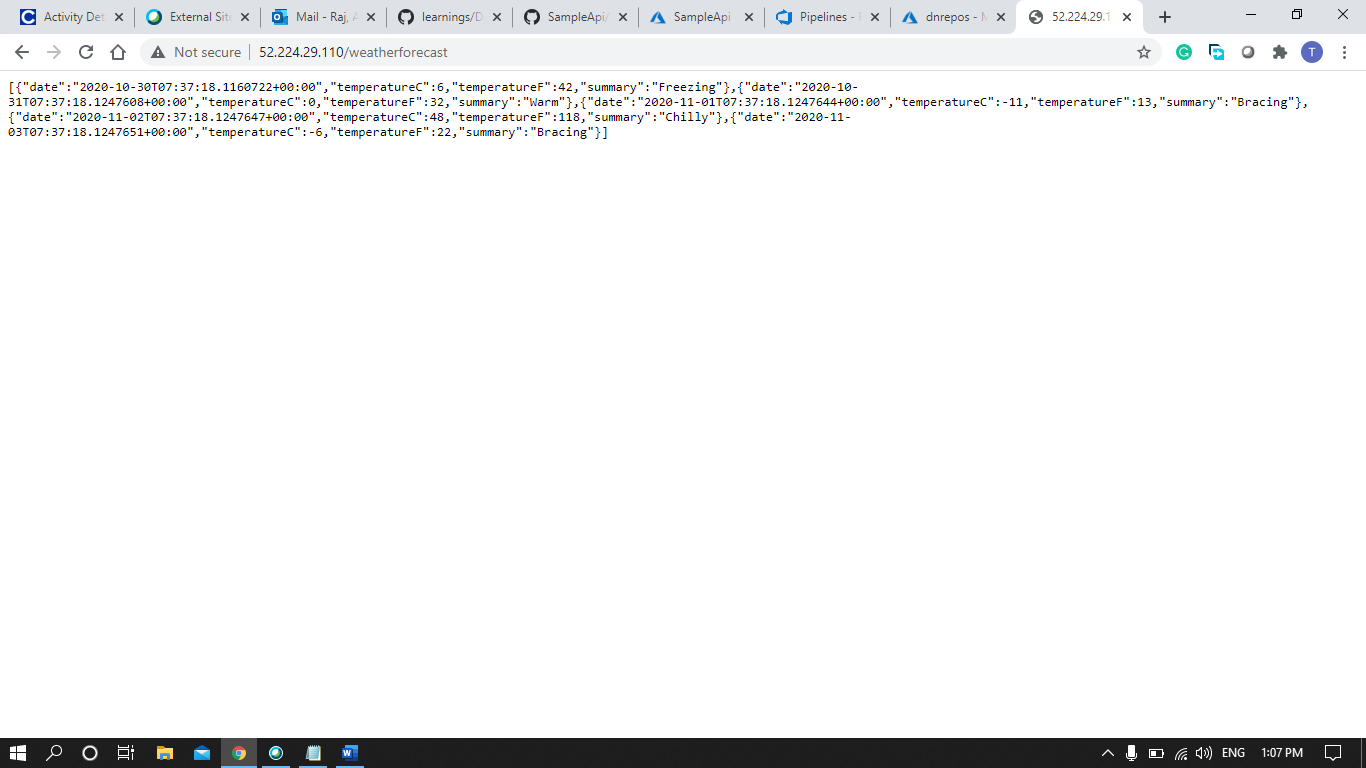 Activity Det
External Site
Mail - Raj, A
learnings/D
SampleApi/
SampleApi
Pipelines -
dnrepos - M
52.224.29.1
Not secure
52.224.29.110/weatherforecast
T
[{"date":"2020-10-30T07:37:18.1160722+00:00","temperatureC":6,"temperatureF":42,"summary":"Freezing"},{"date":"2020-10-
31T07:37:18.1247608+00:00","temperatureC":0,"temperatureF":32,"summary":"Warm"},{"date":"2020-11-01T07:37:18.1247644+00:00","temperatureC":-11,"temperatureF":13,"summary":"Bracing"},
{"date":"2020-11-02T07:37:18.1247647+00:00","temperatureC":48,"temperatureF":118,"summary":"Chilly"},{"date":"2020-11-
03T07:37:18.1247651+00:00","temperatureC":-6,"temperatureF":22,"summary":"Bracing"}]
ENG
1:07 PM